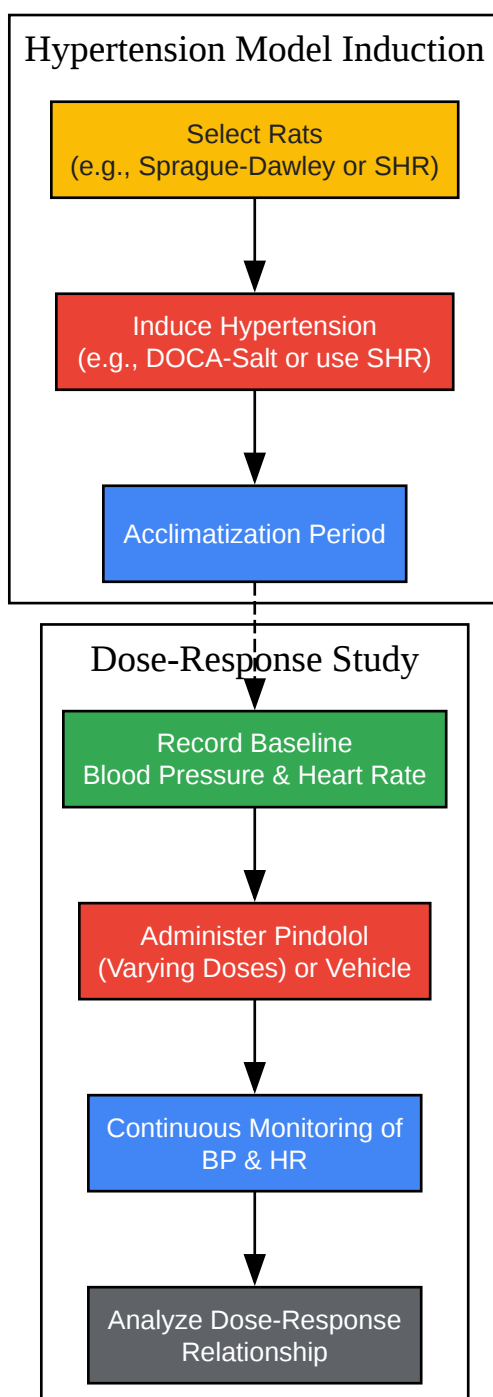 Hypertension Model Induction
Select Rats
(e.g., Sprague-Dawley or SHR)
Induce Hypertension
(e.g., DOCA-Salt or use SHR)
Acclimatization Period
Dose-Response Study
Record Baseline
Blood Pressure & Heart Rate
Administer Pindolol
(Varying Doses) or Vehicle
Continuous Monitoring of
BP & HR
Analyze Dose-Response
Relationship